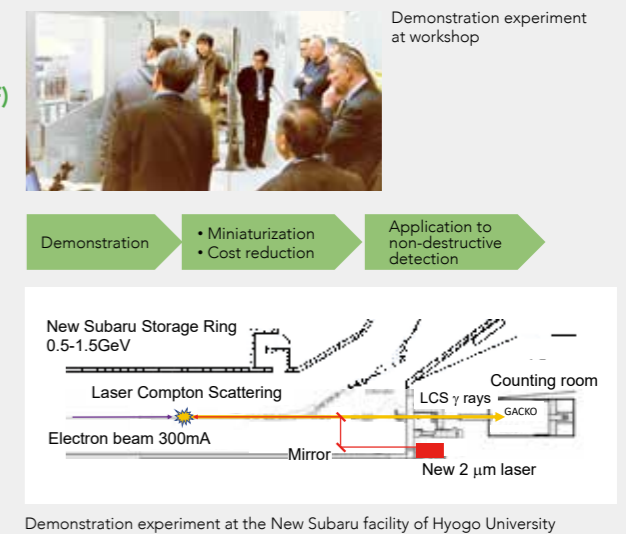 Demonstration experiment
at workshop
)
Demonstration
• Miniaturization
• Cost reduction
Application to
non-destructive
detection
New Subaru Storage Ring
0.5-1.5GeV
Laser Compton Scattering
Counting room
LCS γ rays
GACKO
Electron beam 300mA
Mirror
New 2 μm laser
Demonstration experiment at the New Subaru facility of Hyogo University